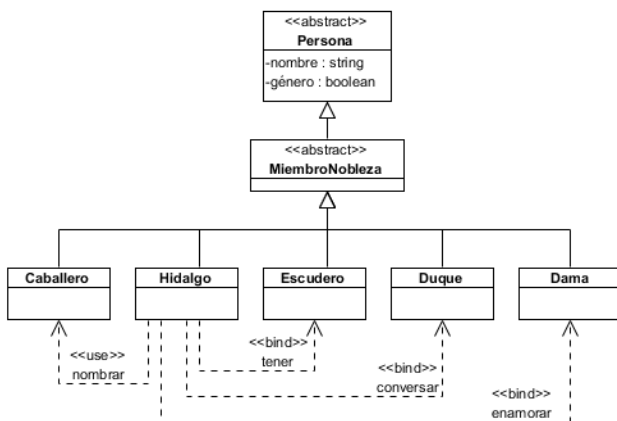 <<abstract>>
Persona
-nombre : string
-género : boolean
<<abstract>>
MiembroNobleza
Caballero
Hidalgo
Escudero
Duque
Dama
<<use>>
nombrar
<<bind>>
tener
<<bind>>
conversar
<<bind>>
enamorar